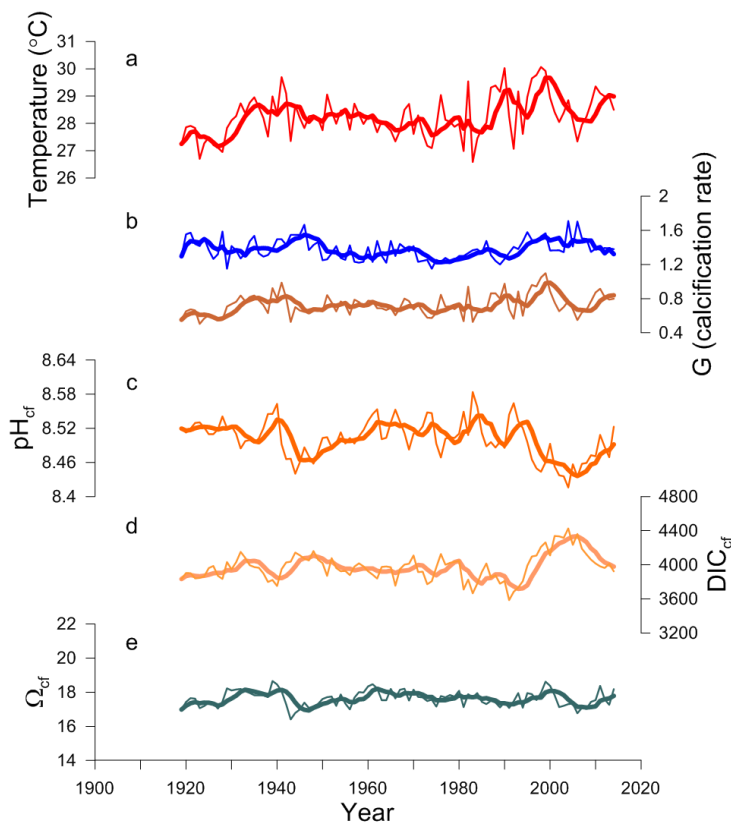 31
30
29
28
27
26
Temperature (°C)
a
2
1.6
1.2
0.8
0.4
G (calcification rate)
b
8.64
8.58
8.52
8.46
8.4
pHcf
c
4800
4400
4000
3600
3200
DICcf
d
22
20
18
16
14
Ωcf
e
1900 1920 1940 1960 1980 2000 2020
Year